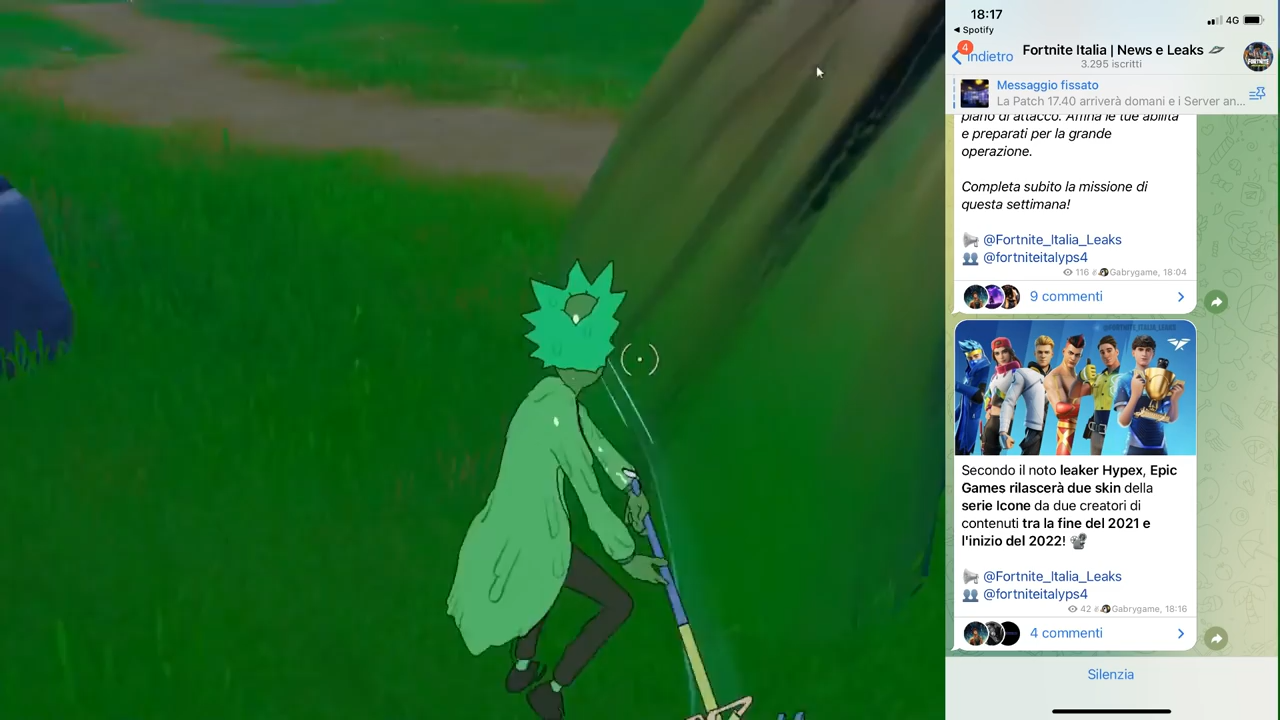 18:17
4G
◀ Spotify
4
Indietro
Fortnite Italia | News e Leaks
3.295 iscritti
Messaggio fissato
La Patch 17.40 arriverà domani e i Server an...
piano di attacco. Affina le tue abilità
e preparati per la grande
operazione.
Completa subito la missione di
questa settimana!
@Fortnite_Italia_Leaks
@fortniteitalyps4
116
Gabrygame, 18:04
9 commenti
@FORTNITE_ITALIA_LEAKS
Secondo il noto leaker Hypex, Epic
Games rilascerà due skin della
serie Icone da due creatori di
contenuti tra la fine del 2021 e
l'inizio del 2022!
@Fortnite_Italia_Leaks
@fortniteitalyps4
42
Gabrygame, 18:16
4 commenti
Silenzia